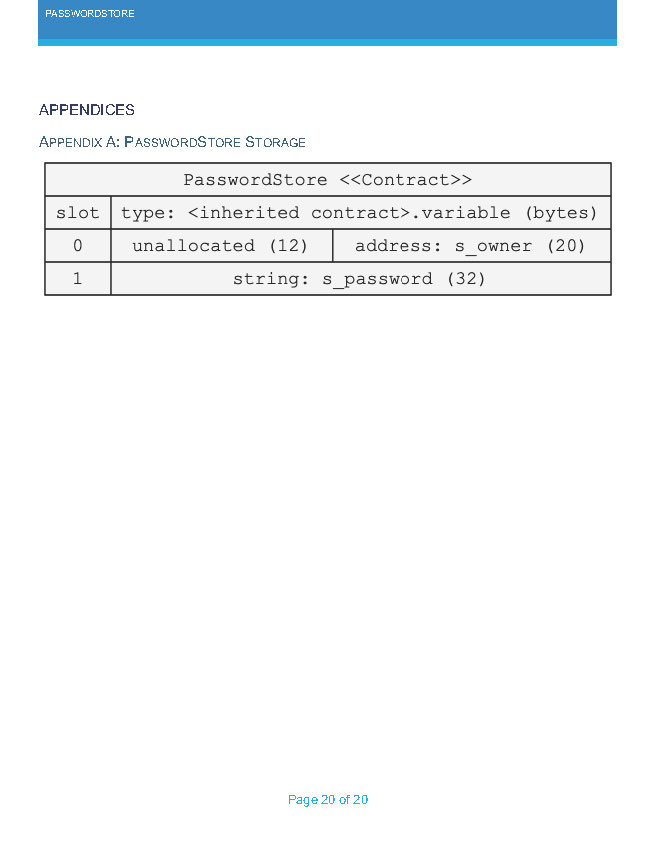 PASSWORDSTORE
APPENDICES
APPENDIX A: PASSWORDSTORE STORAGE
PasswordStore <<Contract>>
slot type: <inherited contract>.variable (bytes)
0 unallocated (12) address: s_owner (20)
1 string: s_password (32)
Page 20 of 20